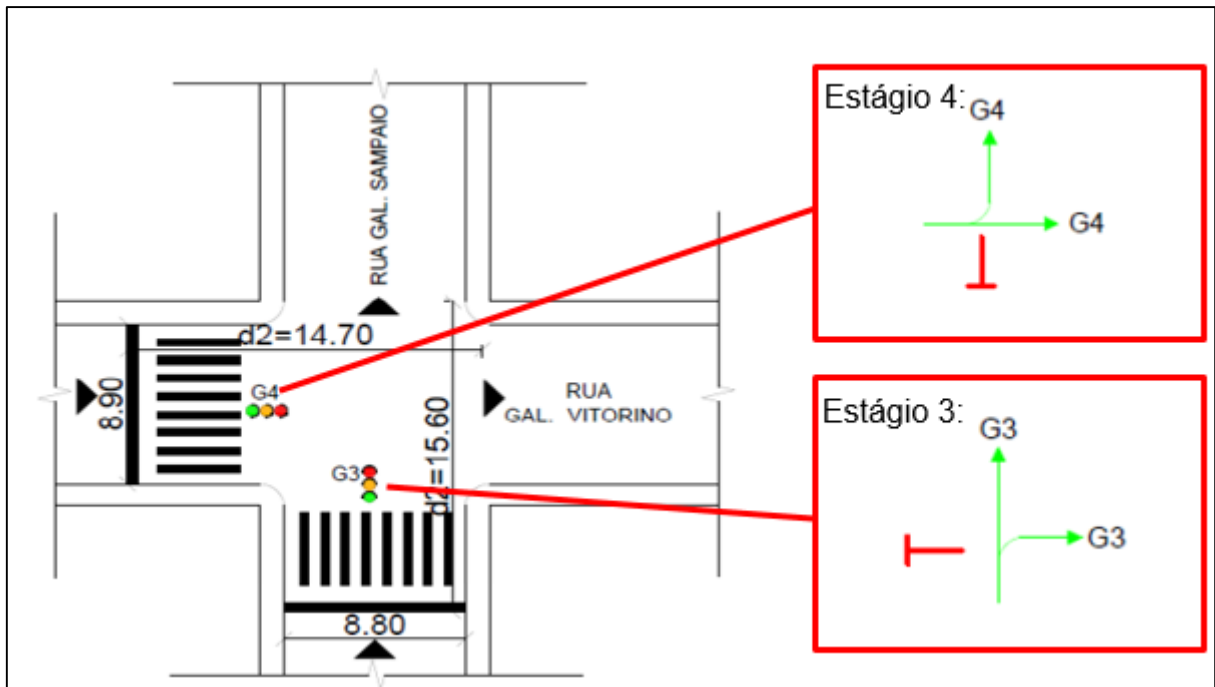 RUA GAL. SAMPAIO
d2=14.70
G4
8.90
RUA
GAL. VITORINO
d2=15.60
G3
8.80
Estágio 4:
G4
G4
Estágio 3:
G3
G3